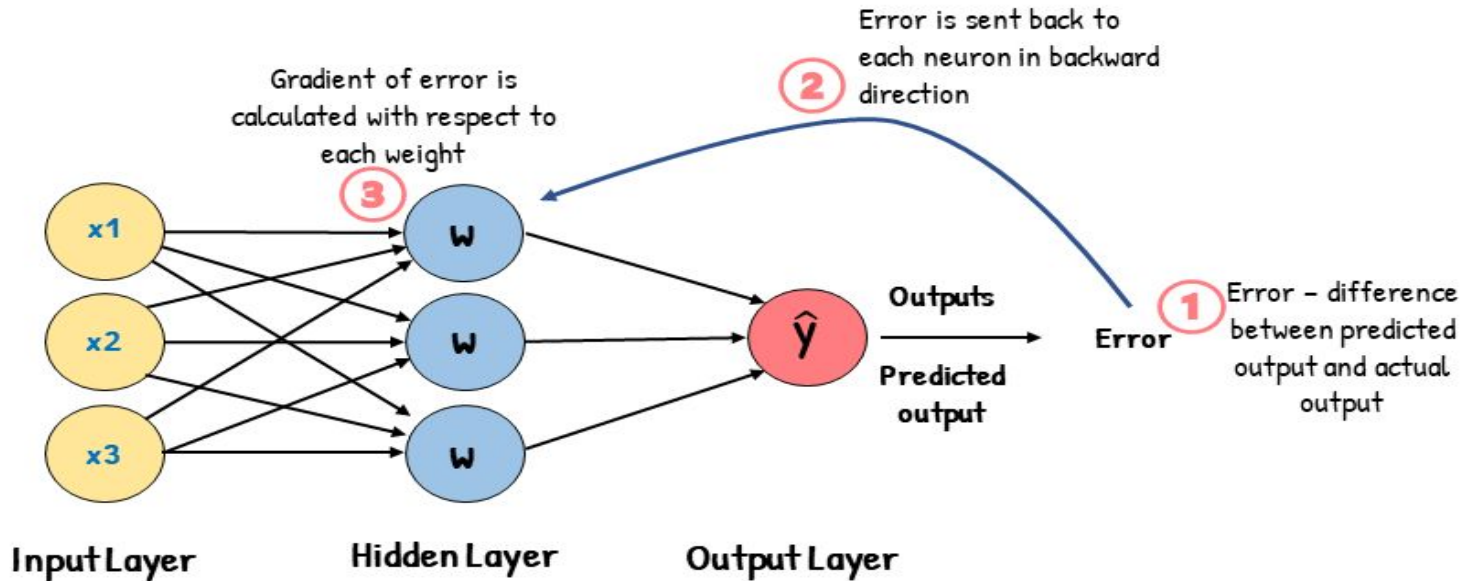 Error is sent back to
each neuron in backward
direction
2
Gradient of error is
calculated with respect to
each weight
3
x1
w
x2
w
x3
w
ŷ
Outputs
Predicted
output
Error
1
Error – difference
between predicted
output and actual
output
Input Layer
Hidden Layer
Output Layer